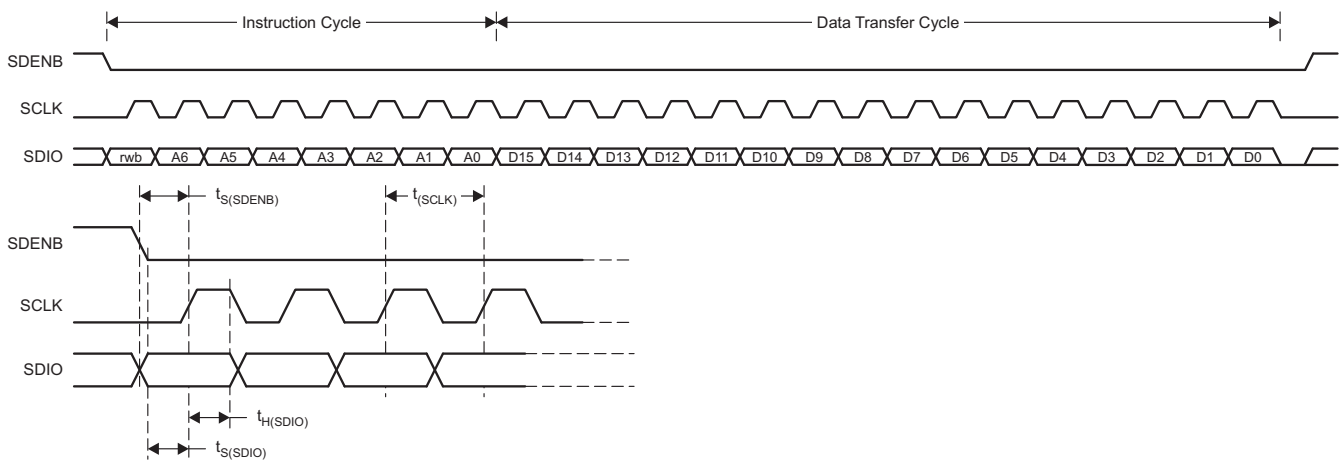 Instruction Cycle Data Transfer Cycle
SDENB
SCLK
SDIO rwb A6 A5 A4 A3 A2 A1 A0 D15 D14 D13 D12 D11 D10 D9 D8 D7 D6 D5 D4 D3 D2 D1 D0
tS(SDENB) t(SCLK)
SDENB
SCLK
SDIO
tH(SDIO)
tS(SDIO)